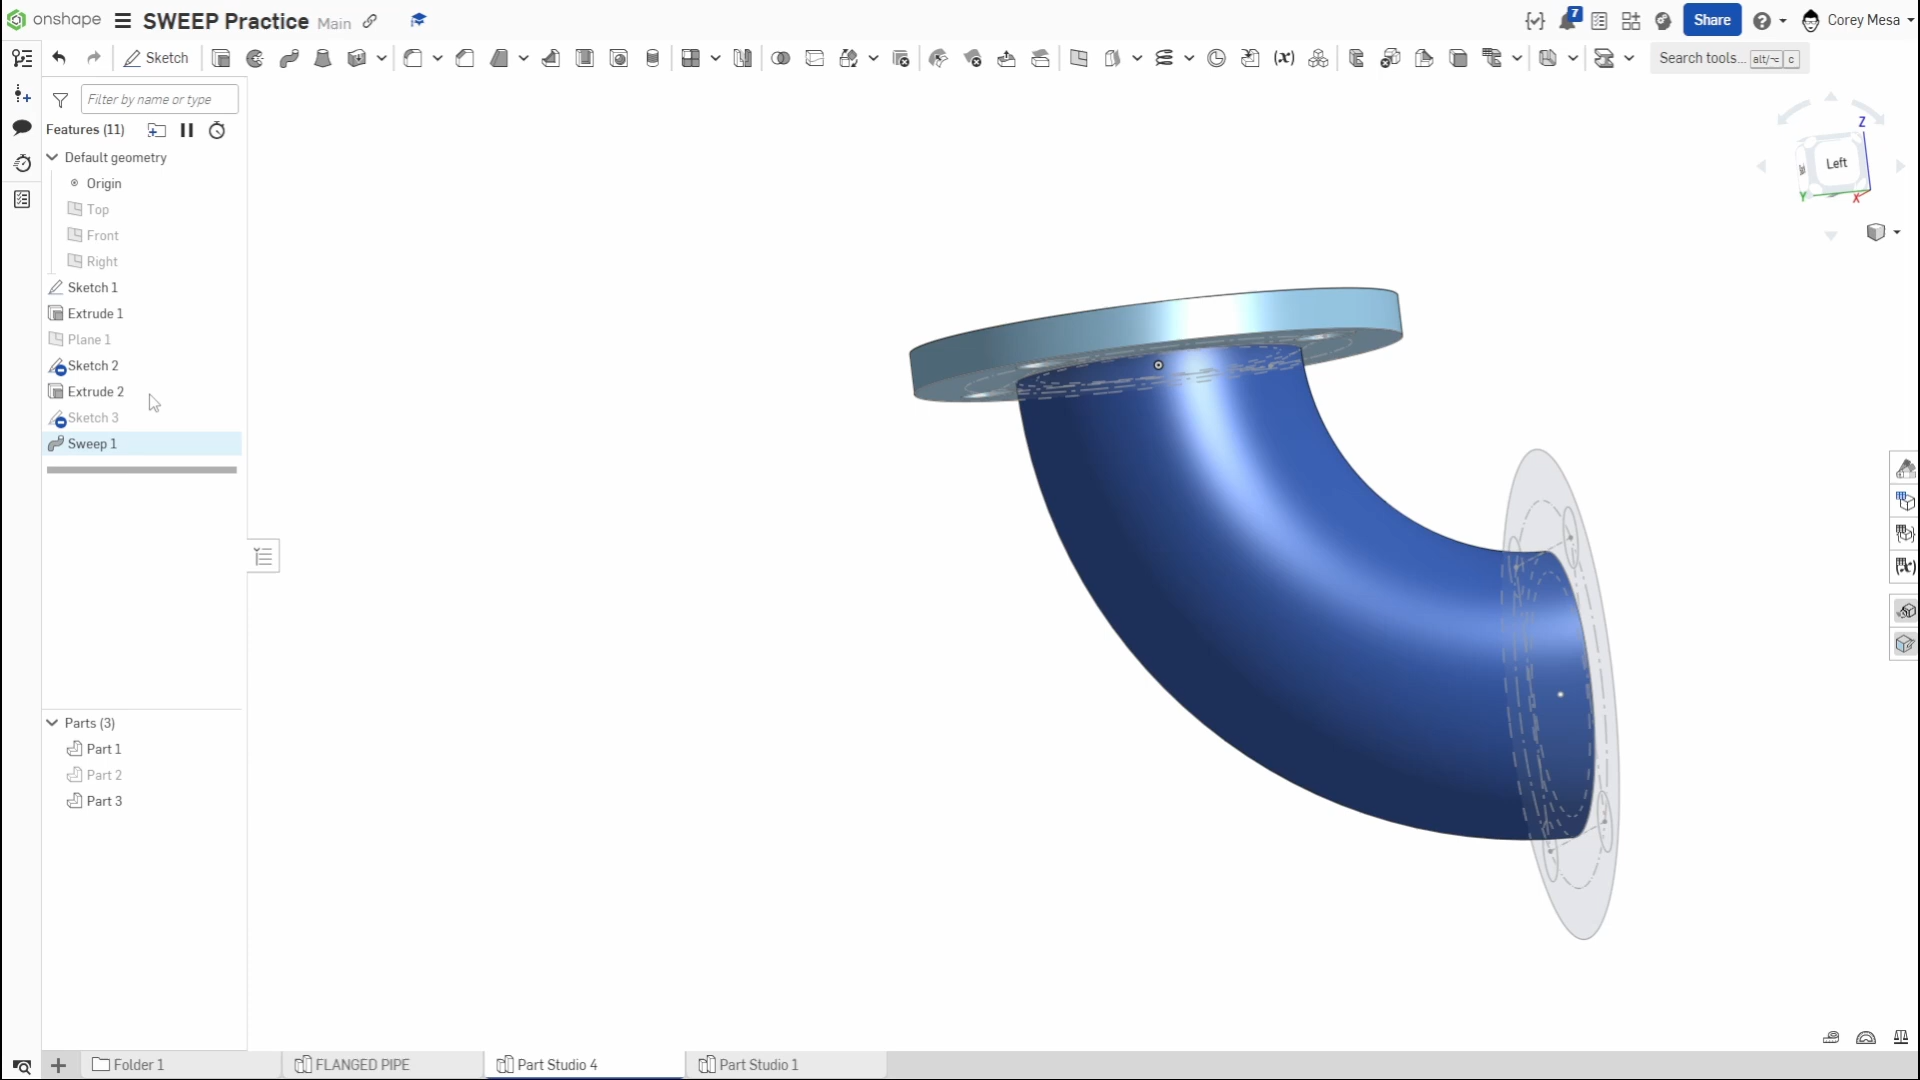 onshape SWEEP Practice Main 7 Share Corey Mesa
Sketch (x) Search tools... alt/⌥ c
Filter by name or type
Features (11)
Default geometry
Origin
Top
Front
Right
Sketch 1
Extrude 1
Plane 1
Sketch 2
Extrude 2
Sketch 3
Sweep 1
Z
Left
Y X
(x)
Parts (3)
Part 1
Part 2
Part 3
Folder 1 FLANGED PIPE Part Studio 4 Part Studio 1